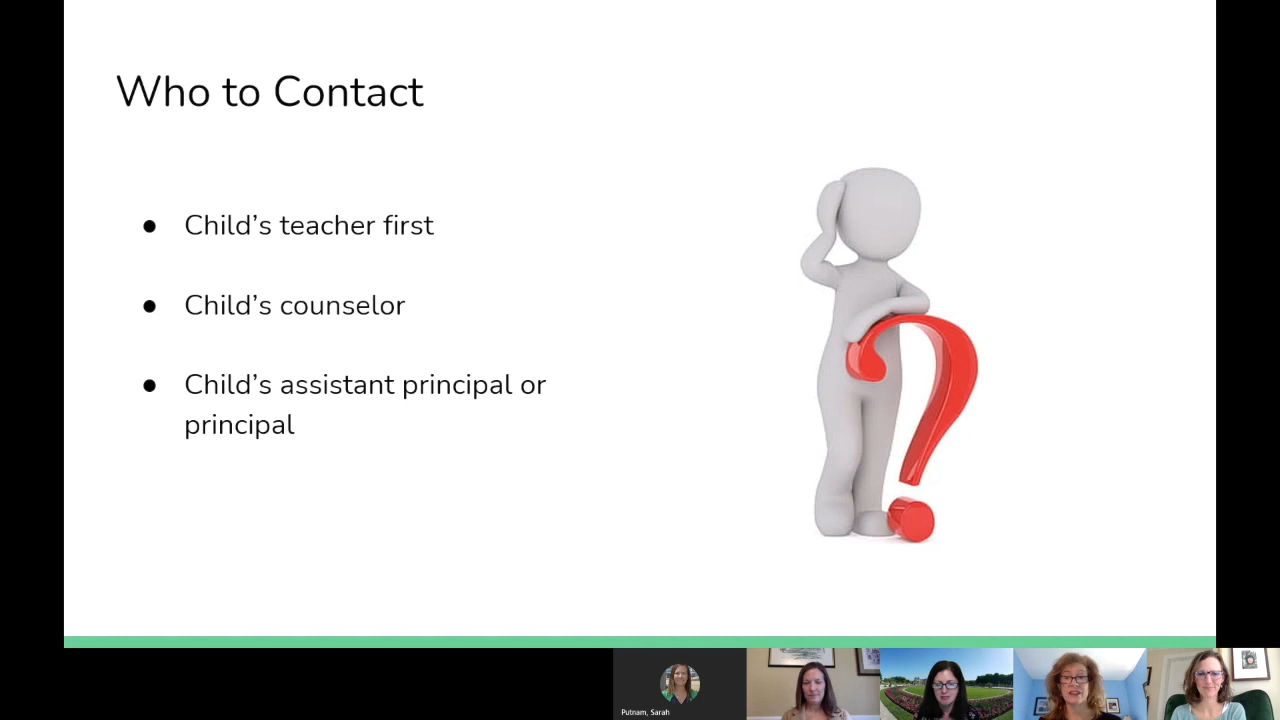 Who to Contact
● Child’s teacher first
● Child’s counselor
● Child’s assistant principal or
principal
Putnam, Sarah